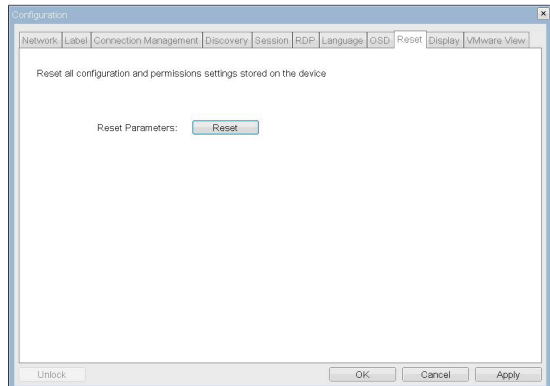 Configuration
Network Label Connection Management Discovery Session RDP Language OSD Reset Display VMware View
Reset all configuration and permissions settings stored on the device
Reset Parameters: Reset
Unlock OK Cancel Apply